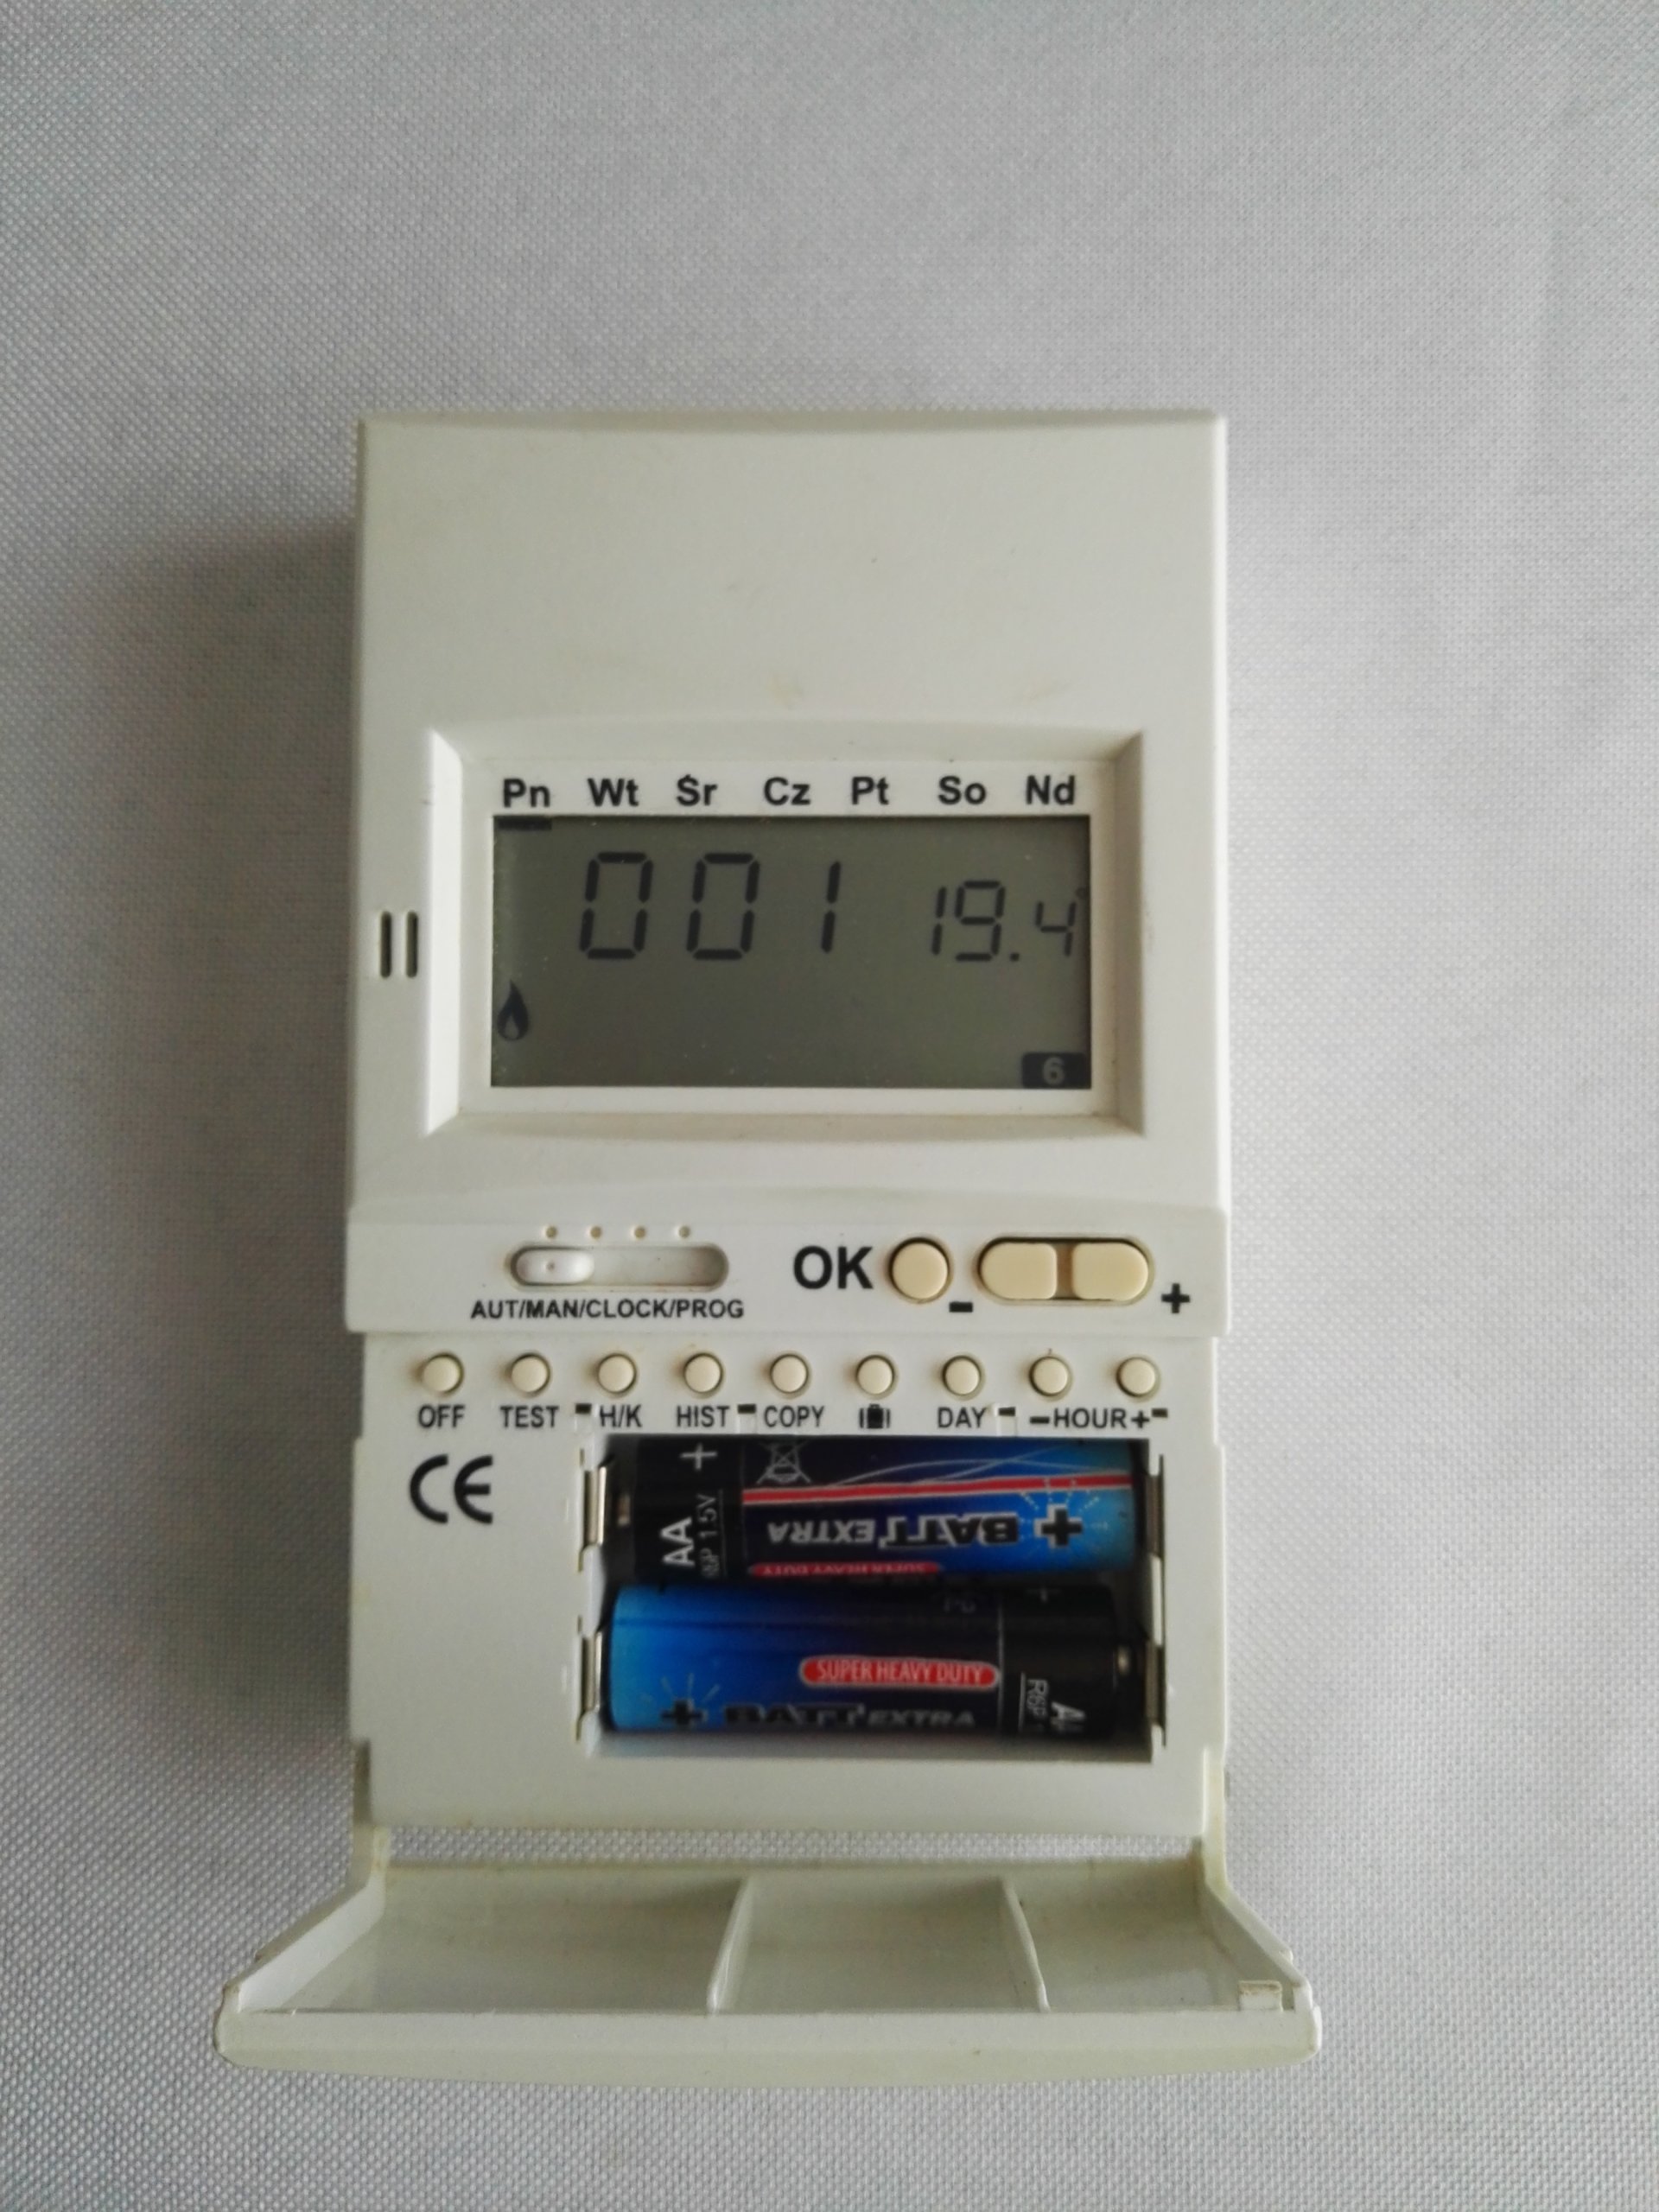 Pn Wt Śr Cz Pt So Nd
001 19.4°
6
OK - +
AUT/MAN/CLOCK/PROG
OFF TEST H/K HIST COPY DAY -HOUR+
CE
+
AA
R6P 1.5V
+ BATT'EXTRA
SUPER HEAVY DUTY
+
SUPER HEAVY DUTY
R6P
+ BATT'EXTRA